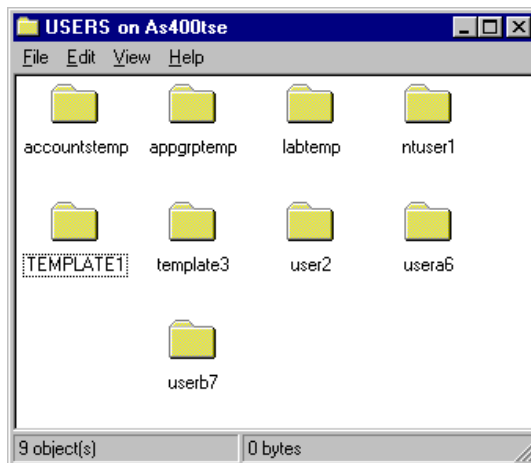 USERS on As400tse
File Edit View Help
accountstemp appgrptemp labtemp ntuser1
TEMPLATE1 template3 user2 usera6
userb7
9 object(s) 0 bytes